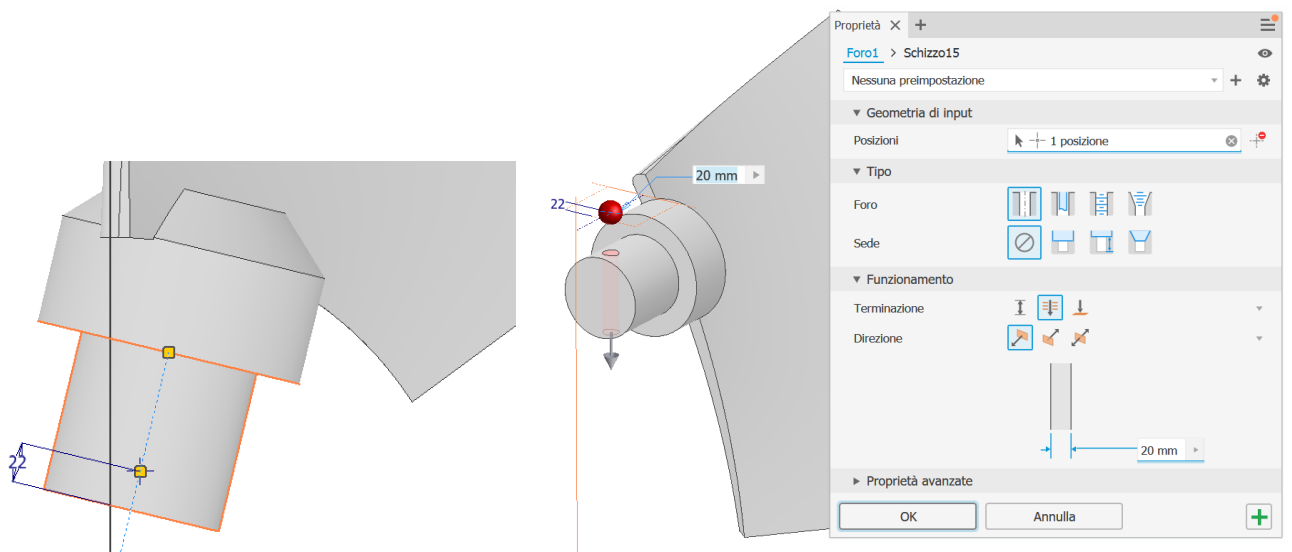 22
22
20 mm
Proprietà
Foro1 > Schizzo15
Nessuna preimpostazione
Geometria di input
Posizioni 1 posizione
Tipo
Foro
Sede
Funzionamento
Terminazione
Direzione
20 mm
Proprietà avanzate
OK Annulla